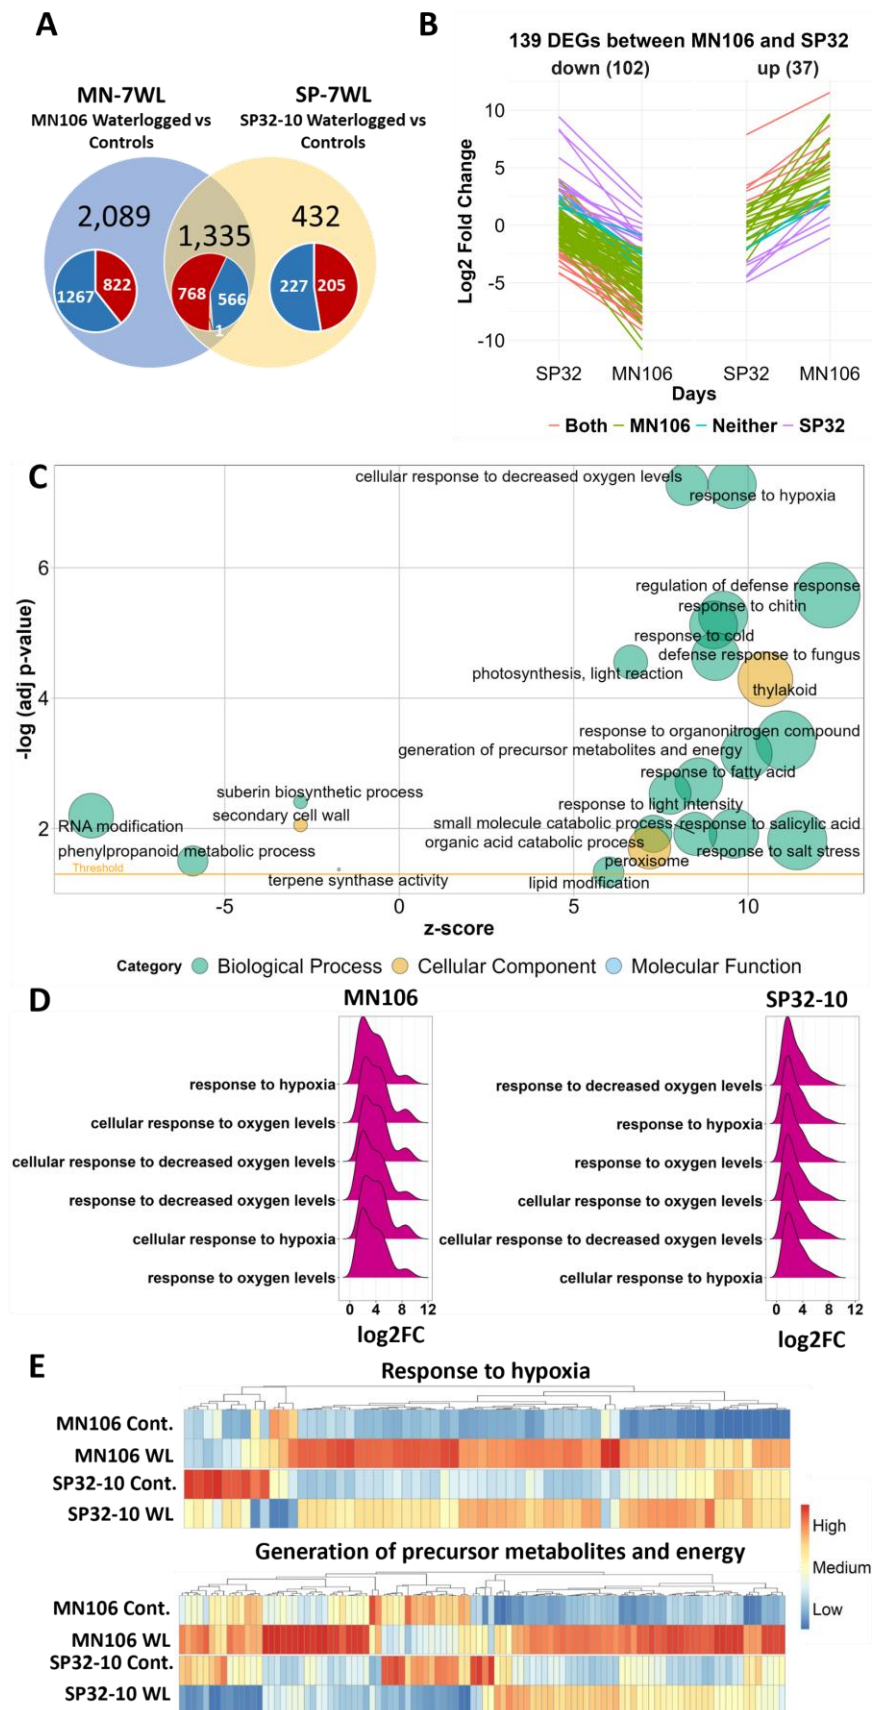 A
MN-7WL
MN106 Waterlogged vs
Controls
SP-7WL
SP32-10 Waterlogged vs
Controls
2,089
1,335
432
1267
822
768
566
1
227
205
B
139 DEGs between MN106 and SP32
down (102)
up (37)
Log2 Fold Change
10
5
0
-5
-10
SP32
MN106
SP32
MN106
Days
Both
MN106
Neither
SP32
C
-log (adj p-value)
6
4
2
cellular response to decreased oxygen levels
response to hypoxia
regulation of defense response
response to chitin
response to cold
defense response to fungus
photosynthesis, light reaction
thylakoid
response to organonitrogen compound
generation of precursor metabolites and energy
response to fatty acid
suberin biosynthetic process
response to light intensity
secondary cell wall
small molecule catabolic process
response to salicylic acid
RNA modification
organic acid catabolic process
phenylpropanoid metabolic process
peroxisome
response to salt stress
Threshold
terpene synthase activity
lipid modification
-5
0
5
10
z-score
Category
Biological Process
Cellular Component
Molecular Function
D
MN106
response to hypoxia
cellular response to oxygen levels
cellular response to decreased oxygen levels
response to decreased oxygen levels
cellular response to hypoxia
response to oxygen levels
0 4 8 12
log2FC
SP32-10
response to decreased oxygen levels
response to hypoxia
response to oxygen levels
cellular response to oxygen levels
cellular response to decreased oxygen levels
cellular response to hypoxia
0 4 8 12
log2FC
E
Response to hypoxia
MN106 Cont.
MN106 WL
SP32-10 Cont.
SP32-10 WL
Generation of precursor metabolites and energy
MN106 Cont.
MN106 WL
SP32-10 Cont.
SP32-10 WL
High
Medium
Low